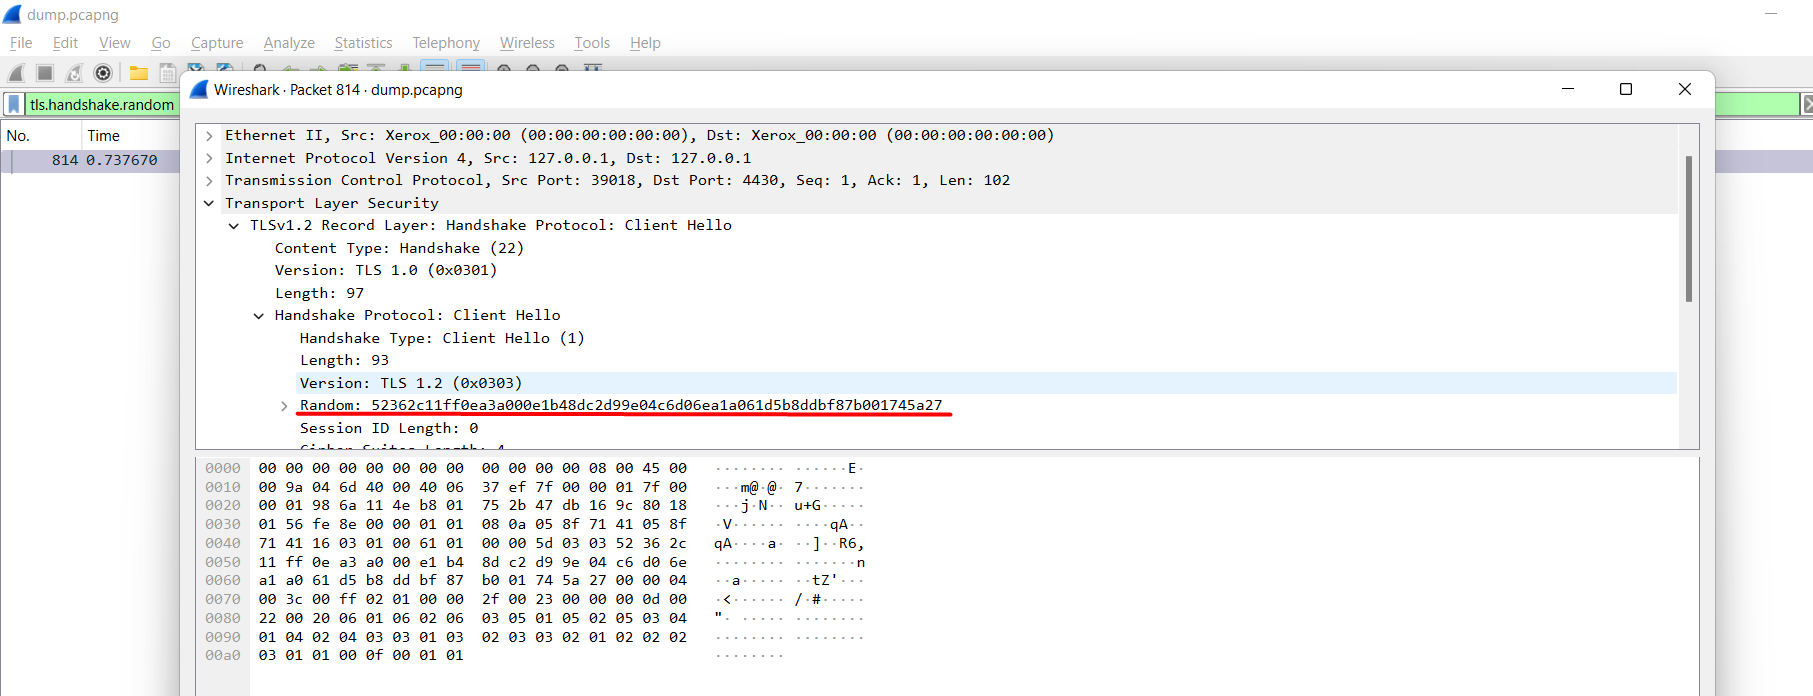 dump.pcapng
File Edit View Go Capture Analyze Statistics Telephony Wireless Tools Help
Wireshark · Packet 814 · dump.pcapng
tls.handshake.random
No. Time
814 0.737670
Ethernet II, Src: Xerox_00:00:00 (00:00:00:00:00:00), Dst: Xerox_00:00:00 (00:00:00:00:00:00)
Internet Protocol Version 4, Src: 127.0.0.1, Dst: 127.0.0.1
Transmission Control Protocol, Src Port: 39018, Dst Port: 4430, Seq: 1, Ack: 1, Len: 102
Transport Layer Security
TLSv1.2 Record Layer: Handshake Protocol: Client Hello
Content Type: Handshake (22)
Version: TLS 1.0 (0x0301)
Length: 97
Handshake Protocol: Client Hello
Handshake Type: Client Hello (1)
Length: 93
Version: TLS 1.2 (0x0303)
Random: 52362c11ff0ea3a000e1b48dc2d99e04c6d06ea1a061d5b8ddbf87b001745a27
Session ID Length: 0
Cipher Suites Length: 4
0000 00 00 00 00 00 00 00 00 00 00 00 00 08 00 45 00 ········ ······E·
0010 00 9a 04 6d 40 00 40 06 37 ef 7f 00 00 01 7f 00 ···m@·@· 7·······
0020 00 01 98 6a 11 4e b8 01 75 2b 47 db 16 9c 80 18 ···j·N·· u+G·····
0030 01 56 fe 8e 00 00 01 01 08 0a 05 8f 71 41 05 8f ·V······ ····qA··
0040 71 41 16 03 01 00 61 01 00 00 5d 03 03 52 36 2c qA····a· ··]··R6,
0050 11 ff 0e a3 a0 00 e1 b4 8d c2 d9 9e 04 c6 d0 6e ········ ·······n
0060 a1 a0 61 d5 b8 dd bf 87 b0 01 74 5a 27 00 00 04 ··a····· ··tZ'···
0070 00 3c 00 ff 02 01 00 00 2f 00 23 00 00 00 0d 00 ·<······ /·#·····
0080 22 00 20 06 01 06 02 06 03 05 01 05 02 05 03 04 "· ····· ········
0090 01 04 02 04 03 03 01 03 02 03 03 02 01 02 02 02 ········ ········
00a0 03 01 01 00 0f 00 01 01 ········